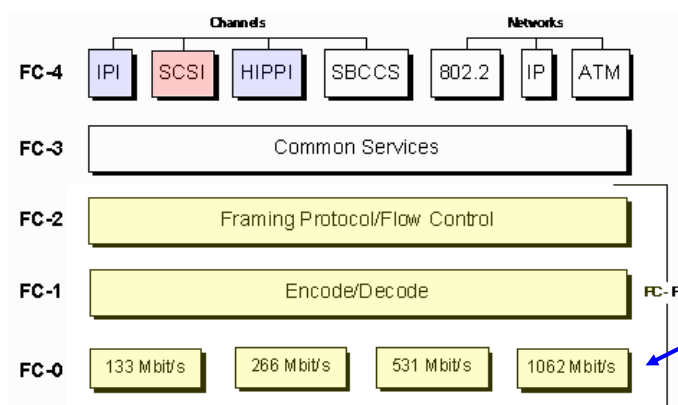 Channels Networks
FC-4 IPI SCSI HIPPI SBCCS 802.2 IP ATM
FC-3 Common Services
FC-2 Framing Protocol/Flow Control
FC-1 Encode/Decode FC-
FC-0 133 Mbit/s 266 Mbit/s 531 Mbit/s 1062 Mbit/s